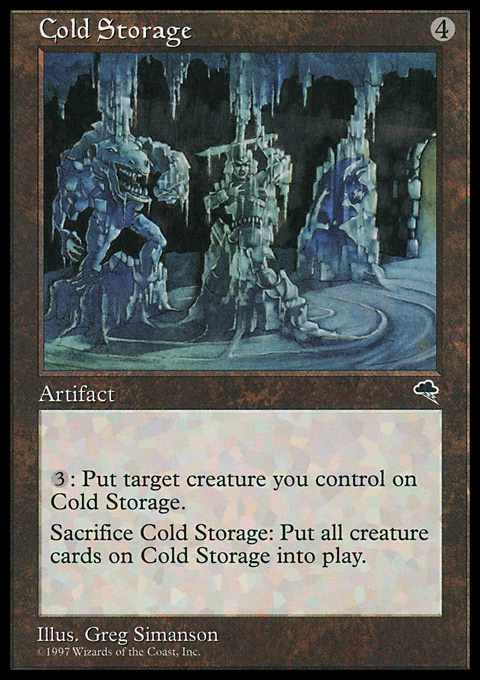 Cold Storage
4
Artifact
3: Put target creature you control on
Cold Storage.
Sacrifice Cold Storage: Put all creature
cards on Cold Storage into play.
Illus. Greg Simanson
©1997 Wizards of the Coast, Inc.